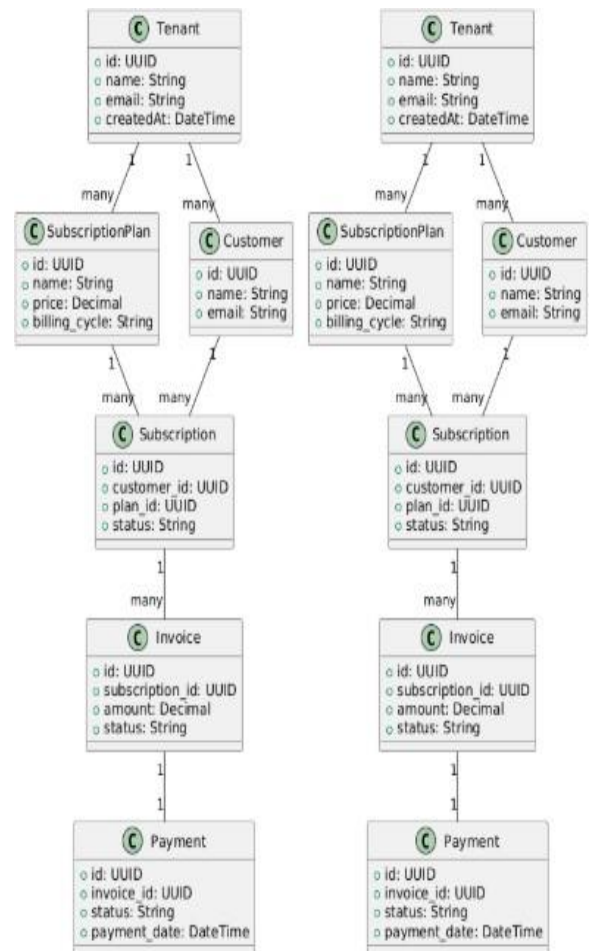 C Tenant
id: UUID
name: String
email: String
createdAt: DateTime
1 1
many many
C SubscriptionPlan
id: UUID
name: String
price: Decimal
billing_cycle: String
C Customer
id: UUID
name: String
email: String
1 1
many many
C Subscription
id: UUID
customer_id: UUID
plan_id: UUID
status: String
1
many
C Invoice
id: UUID
subscription_id: UUID
amount: Decimal
status: String
1
1
C Payment
id: UUID
invoice_id: UUID
status: String
payment_date: DateTime
C Tenant
id: UUID
name: String
email: String
createdAt: DateTime
1 1
many many
C SubscriptionPlan
id: UUID
name: String
price: Decimal
billing_cycle: String
C Customer
id: UUID
name: String
email: String
1 1
many many
C Subscription
id: UUID
customer_id: UUID
plan_id: UUID
status: String
1
many
C Invoice
id: UUID
subscription_id: UUID
amount: Decimal
status: String
1
1
C Payment
id: UUID
invoice_id: UUID
status: String
payment_date: DateTime